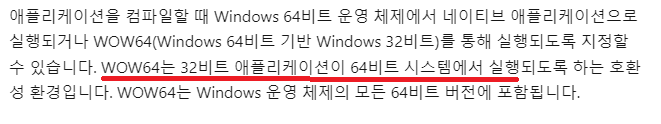 애플리케이션을 컴파일할 때 Windows 64비트 운영 체제에서 네이티브 애플리케이션으로
실행되거나 WOW64(Windows 64비트 기반 Windows 32비트)를 통해 실행되도록 지정할
수 있습니다. WOW64는 32비트 애플리케이션이 64비트 시스템에서 실행되도록 하는 호환
성 환경입니다. WOW64는 Windows 운영 체제의 모든 64비트 버전에 포함됩니다.